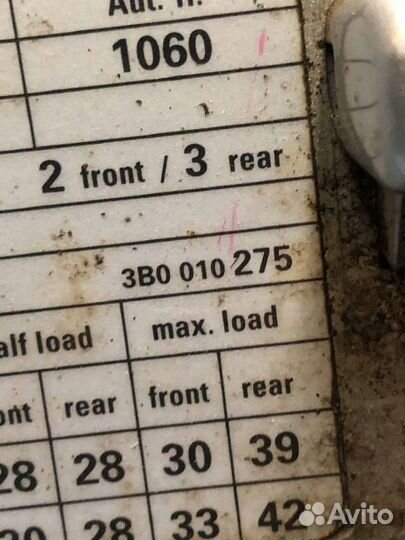 Aut. n.
1060
2 front / 3 rear
3B0 010 275
alf load max. load
ont rear front rear
28 28 30 39
30 28 33 42
Avito